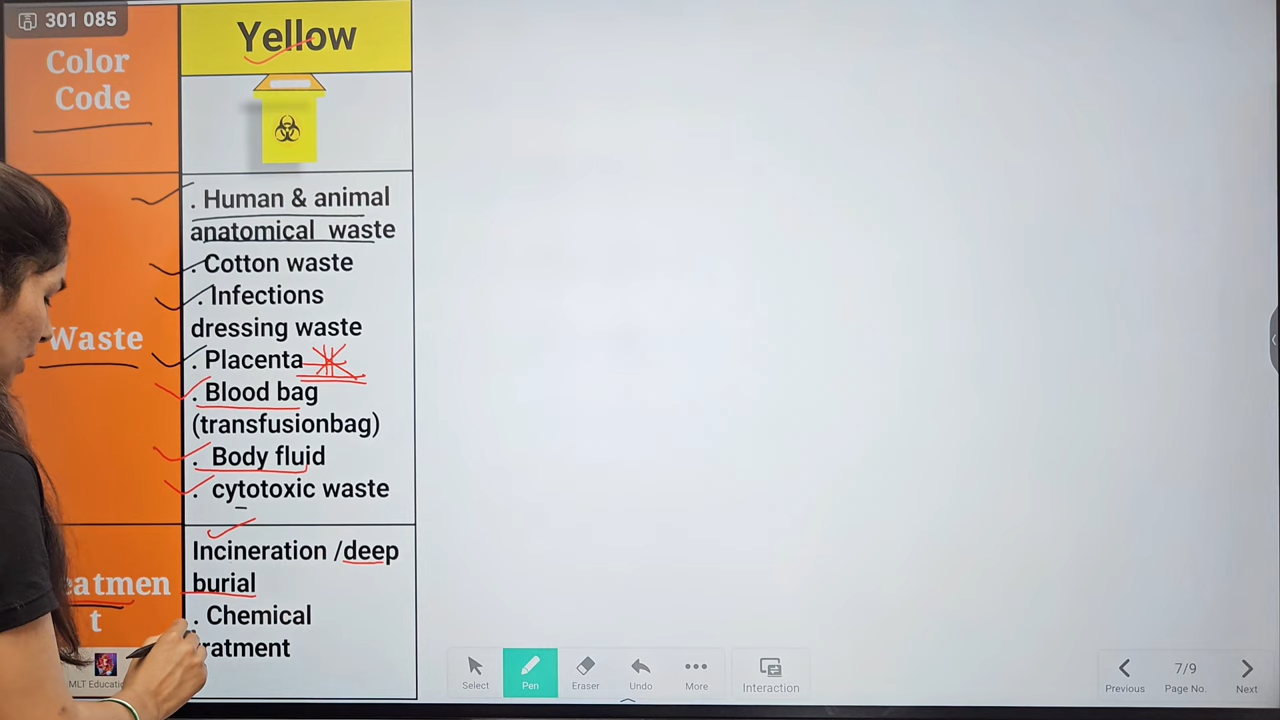 301 085
Color
Code
Yellow
. Human & animal
anatomical waste
. Cotton waste
. Infections
dressing waste
. Placenta
. Blood bag
(transfusionbag)
. Body fluid
. cytotoxic waste
Waste
Incineration /deep
burial
. Chemical
eatmen
t
MLT Educatio
Select
Pen
Eraser
Undo
More
Interaction
Previous
7/9
Page No.
Next